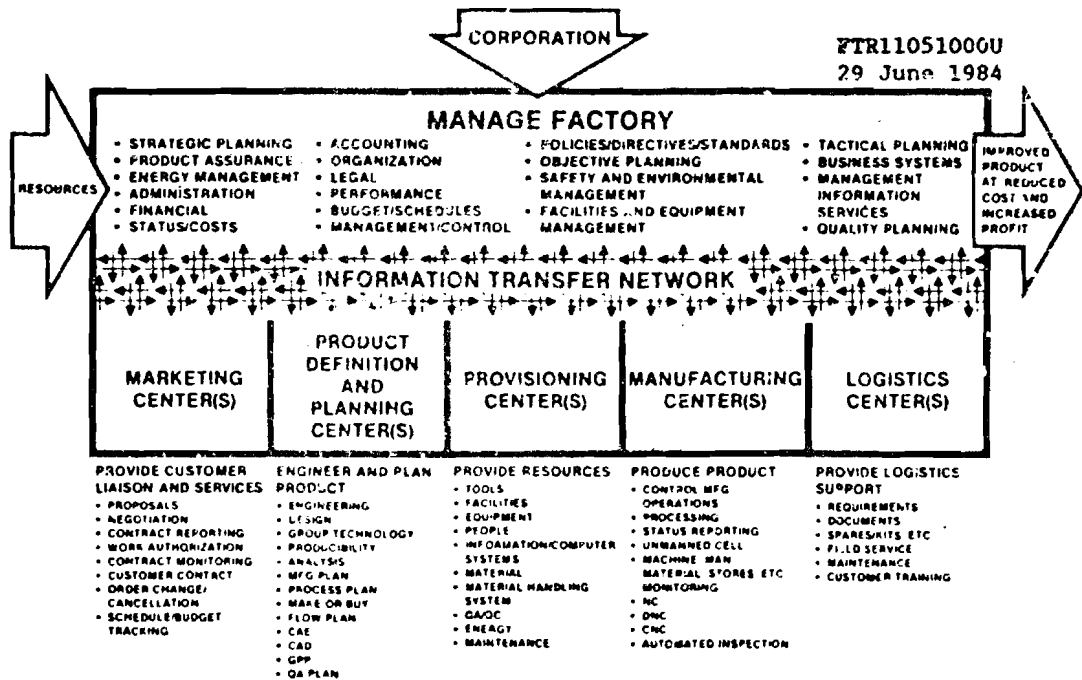 CORPORATION
FTR11051000U
29 June 1984
RESOURCES
MANAGE FACTORY
• STRATEGIC PLANNING
• PRODUCT ASSURANCE
• ENERGY MANAGEMENT
• ADMINISTRATION
• FINANCIAL
• STATUS/COSTS
• ACCOUNTING
• ORGANIZATION
• LEGAL
• PERFORMANCE
• BUDGET/SCHEDULES
• MANAGEMENT/CONTROL
• POLICIES/DIRECTIVES/STANDARDS
• OBJECTIVE PLANNING
• SAFETY AND ENVIRONMENTAL
MANAGEMENT
• FACILITIES AND EQUIPMENT
MANAGEMENT
• TACTICAL PLANNING
• BUSINESS SYSTEMS
• MANAGEMENT
INFORMATION
SERVICES
• QUALITY PLANNING
IMPROVED
PRODUCT
AT REDUCED
COST AND
INCREASED
PROFIT
INFORMATION TRANSFER NETWORK
MARKETING
CENTER(S)
PRODUCT
DEFINITION
AND
PLANNING
CENTER(S)
PROVISIONING
CENTER(S)
MANUFACTURING
CENTER(S)
LOGISTICS
CENTER(S)
PROVIDE CUSTOMER
LIAISON AND SERVICES
• PROPOSALS
• NEGOTIATION
• CONTRACT REPORTING
• WORK AUTHORIZATION
• CONTRACT MONITORING
• CUSTOMER CONTACT
• ORDER CHANGE/
CANCELLATION
• SCHEDULE/BUDGET
TRACKING
ENGINEER AND PLAN
PRODUCT
• ENGINEERING
• DESIGN
• GROUP TECHNOLOGY
• PRODUCIBILITY
• ANALYSIS
• MFG PLAN
• PROCESS PLAN
• MAKE OR BUY
• FLOW PLAN
• CAE
• CAD
• GPP
• QA PLAN
PROVIDE RESOURCES
• TOOLS
• FACILITIES
• EQUIPMENT
• PEOPLE
• INFOAMATION/COMPUTER
SYSTEMS
• MATERIAL
• MATERIAL HANDLING
SYSTEM
• QA/QC
• ENERGY
• MAINTENANCE
PRODUCE PRODUCT
• CONTROL MFG
OPERATIONS
• PROCESSING
• STATUS REPORTING
• UNMANNED CELL
• MACHINE MAN
MATERIAL STORES ETC
MONITORING
• NC
• DNC
• CNC
• AUTOMATED INSPECTION
PROVIDE LOGISTICS
SUPPORT
• REQUIREMENTS
• DOCUMENTS
• SPARES/KITS ETC
• FIELD SERVICE
• MAINTENANCE
• CUSTOMER TRAINING